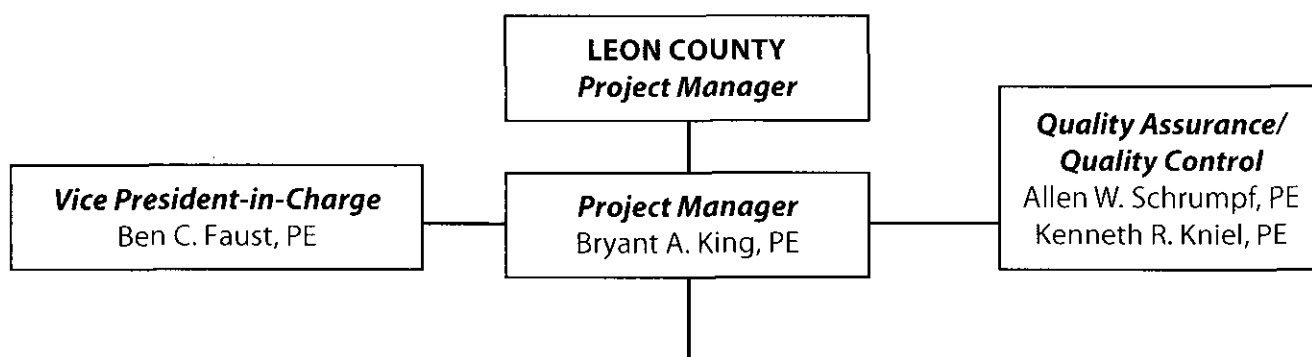 LEON COUNTY
Project Manager
Vice President-in-Charge
Ben C. Faust, PE
Project Manager
Bryant A. King, PE
Quality Assurance/
Quality Control
Allen W. Schrumpf, PE
Kenneth R. Kniel, PE